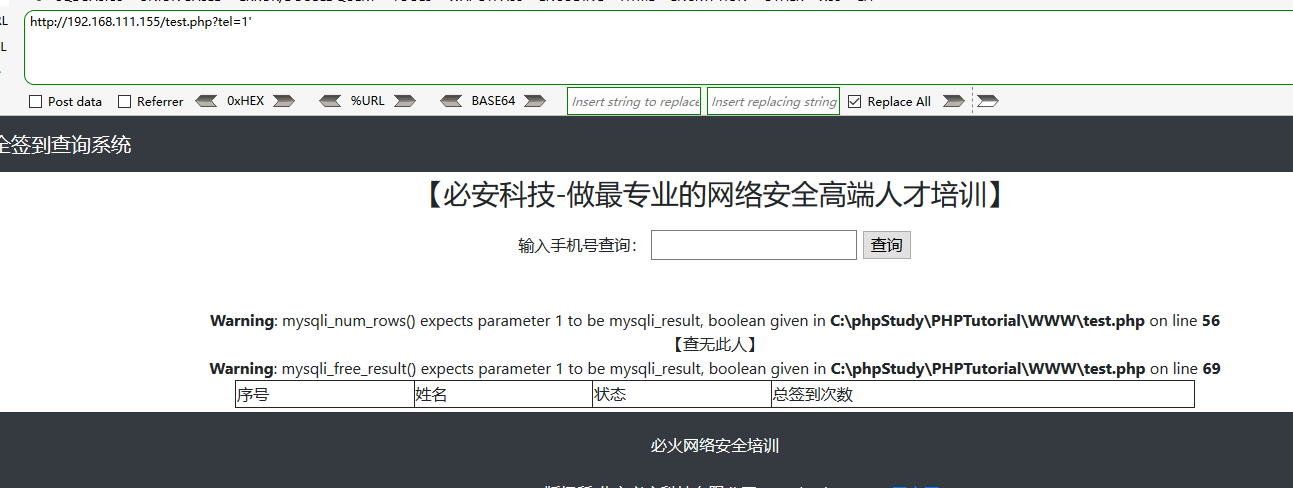 RL
http://192.168.111.155/test.php?tel=1'
L
Post data Referrer 0xHEX %URL BASE64 Insert string to replace Insert replacing string Replace All
全签到查询系统
【必安科技-做最专业的网络安全高端人才培训】
输入手机号查询： 查询
Warning: mysqli_num_rows() expects parameter 1 to be mysqli_result, boolean given in C:\phpStudy\PHPTutorial\WWW\test.php on line 56
【查无此人】
Warning: mysqli_free_result() expects parameter 1 to be mysqli_result, boolean given in C:\phpStudy\PHPTutorial\WWW\test.php on line 69
序号 姓名 状态 总签到次数
必火网络安全培训